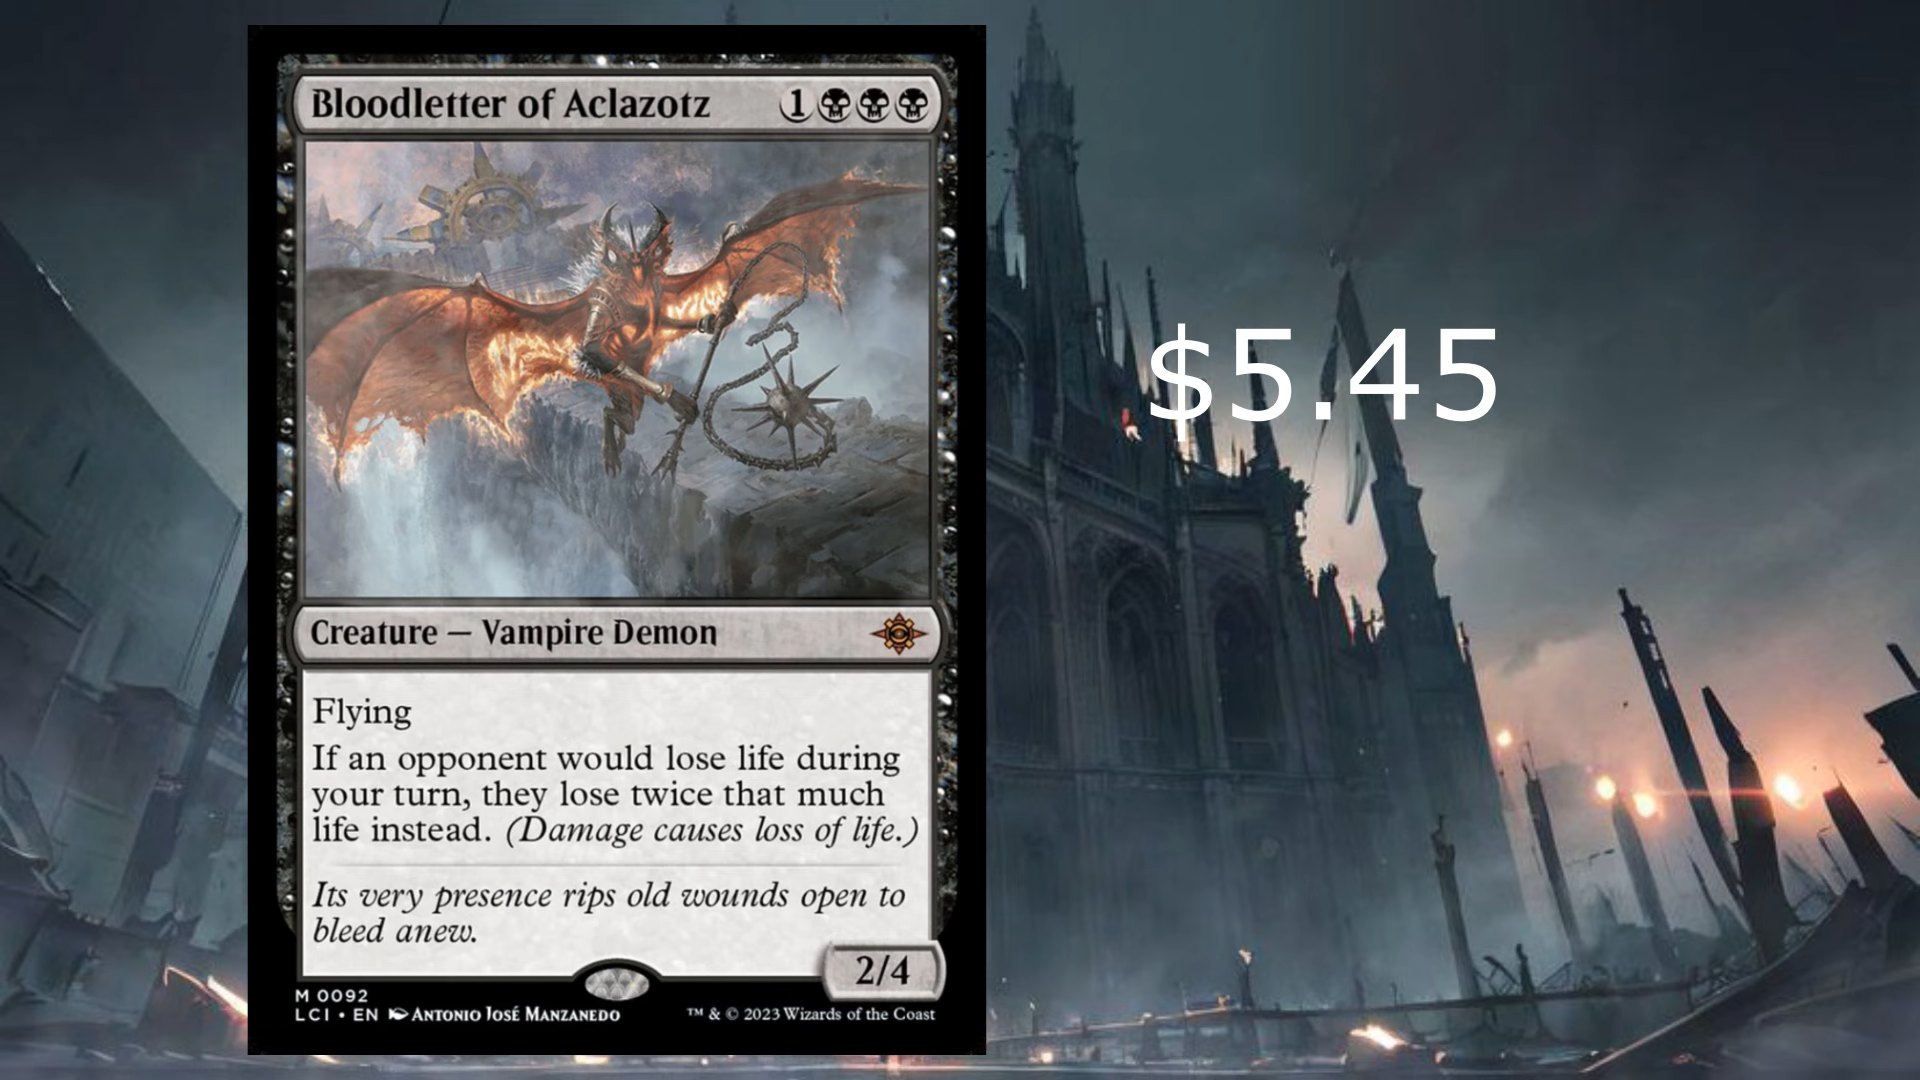 Bloodletter of Aclazotz 1
$5.45
Creature — Vampire Demon
Flying
If an opponent would lose life during
your turn, they lose twice that much
life instead. (Damage causes loss of life.)
Its very presence rips old wounds open to
bleed anew.
2/4
M 0092
LCI • EN Antonio José Manzanedo
™ & © 2023 Wizards of the Coast